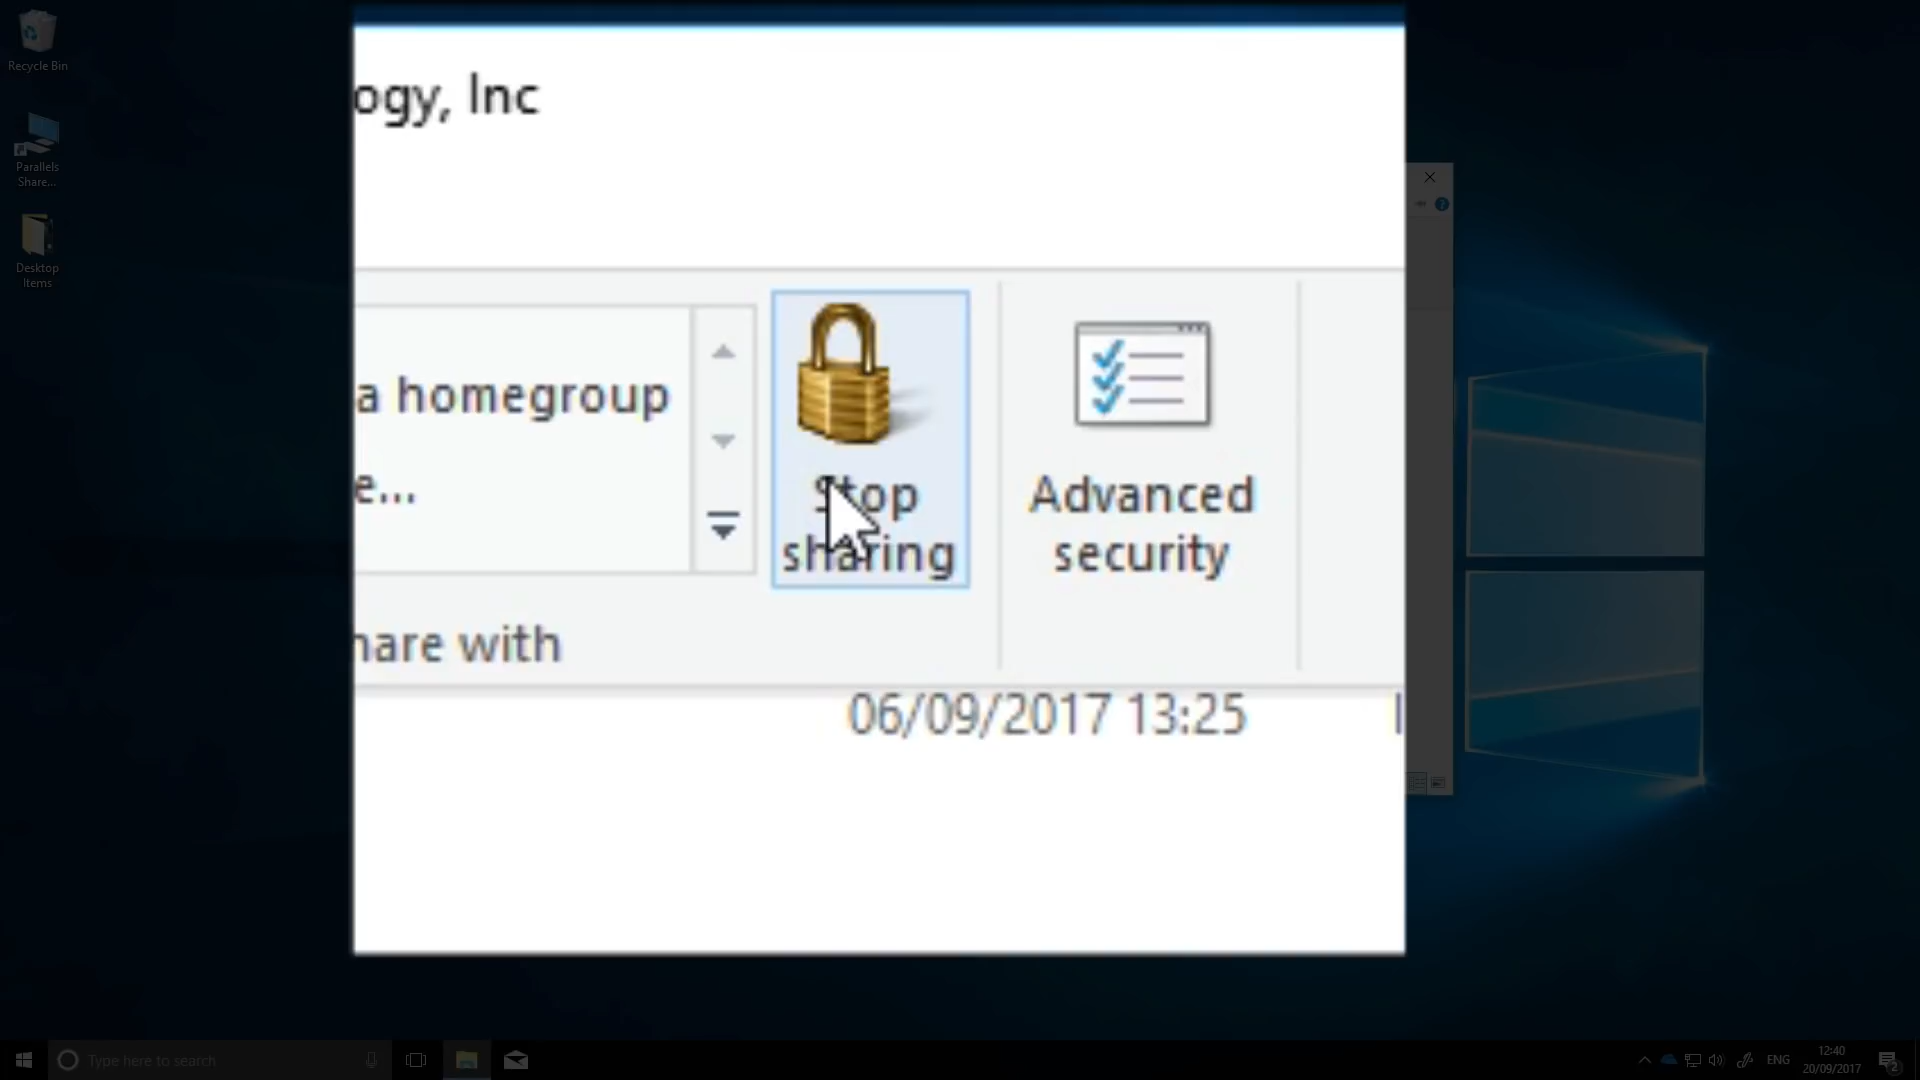 Recycle Bin
Parallels
Share...
Desktop
Items
ogy, Inc
a homegroup
e...
Stop
sharing
Advanced
security
hare with
06/09/2017 13:25
Type here to search
ENG
12:40
20/09/2017
2